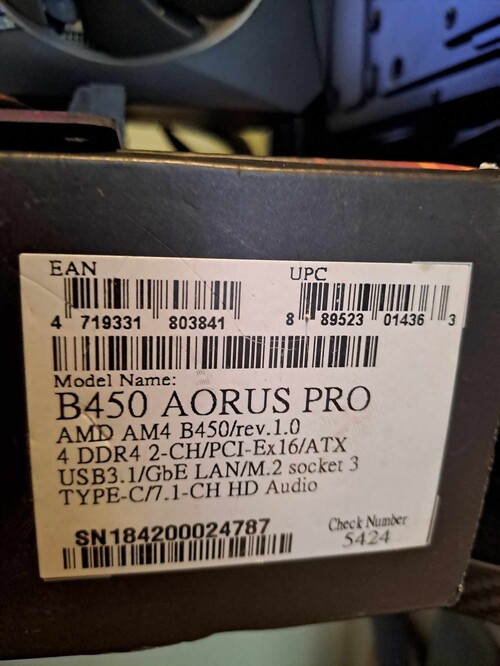 EAN
UPC
4 719331 803841
8 89523 01436 3
Model Name:
B450 AORUS PRO
AMD AM4 B450/rev.1.0
4 DDR4 2-CH/PCI-Ex16/ATX
USB3.1/GbE LAN/M.2 socket 3
TYPE-C/7.1-CH HD Audio
SN184200024787
Check Number
5424